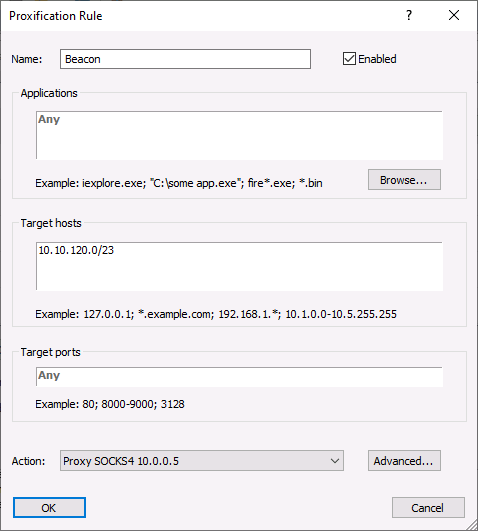 Proxification Rule
Name: Beacon Enabled
Applications
Any
Example: iexplore.exe; "C:\some app.exe"; fire*.exe; *.bin
Browse...
Target hosts
10.10.120.0/23
Example: 127.0.0.1; *.example.com; 192.168.1.*; 10.1.0.0-10.5.255.255
Target ports
Any
Example: 80; 8000-9000; 3128
Action: Proxy SOCKS4 10.0.0.5 Advanced...
OK Cancel